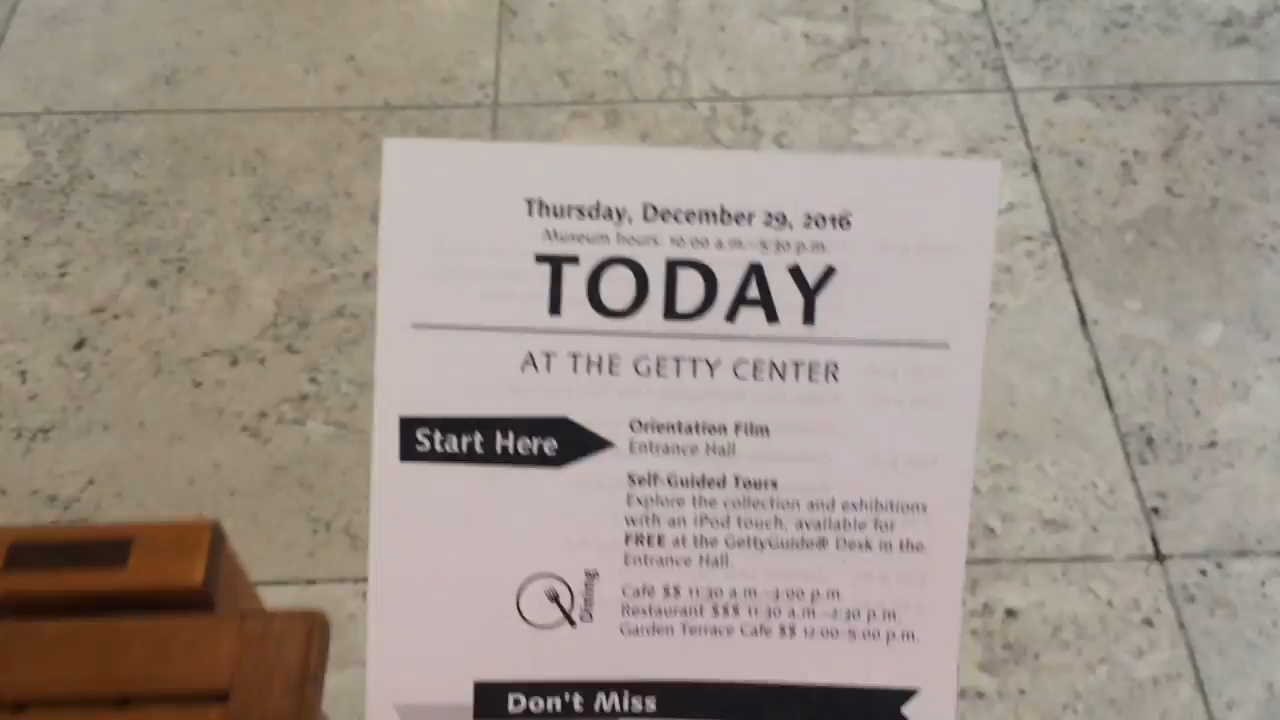 Thursday, December 29, 2016
Museum hours: 10:00 a.m.–5:30 p.m.
TODAY
AT THE GETTY CENTER
Start Here
Orientation Film
Entrance Hall
Self-Guided Tours
Explore the collection and exhibitions
with an iPod touch, available for
FREE at the GettyGuide® Desk in the
Entrance Hall
Dining
Café $$ 11:30 a.m.–3:00 p.m.
Restaurant $$$ 11:30 a.m.–2:30 p.m.
Garden Terrace Cafe $$ 12:00–5:00 p.m.
Don't Miss